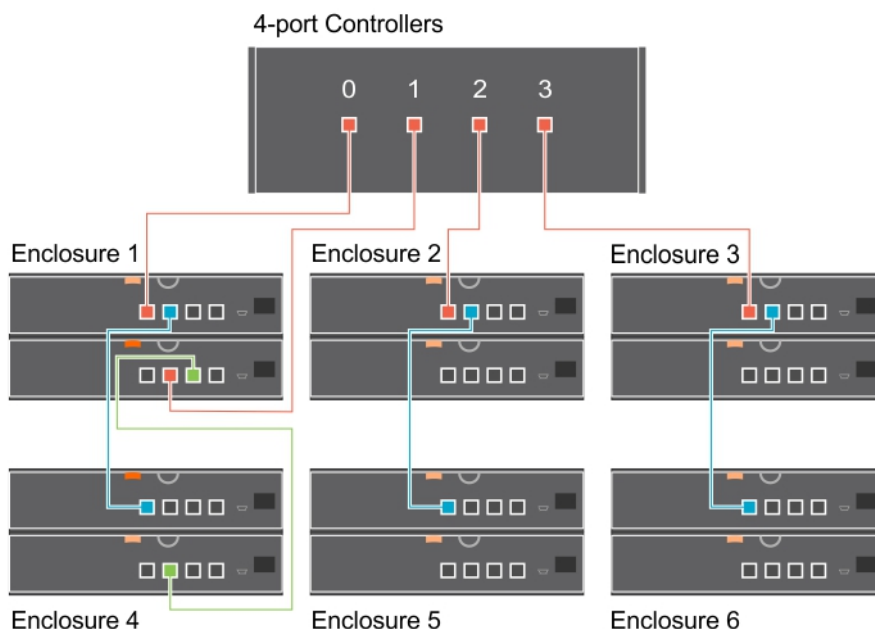 4-port Controllers
0 1 2 3
Enclosure 1 Enclosure 2 Enclosure 3
Enclosure 4 Enclosure 5 Enclosure 6